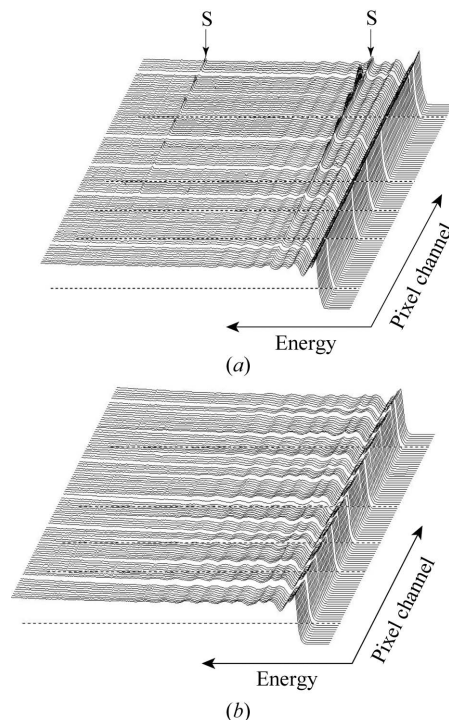 S S
Pixel channel
Energy
(a)
Pixel channel
Energy
(b)